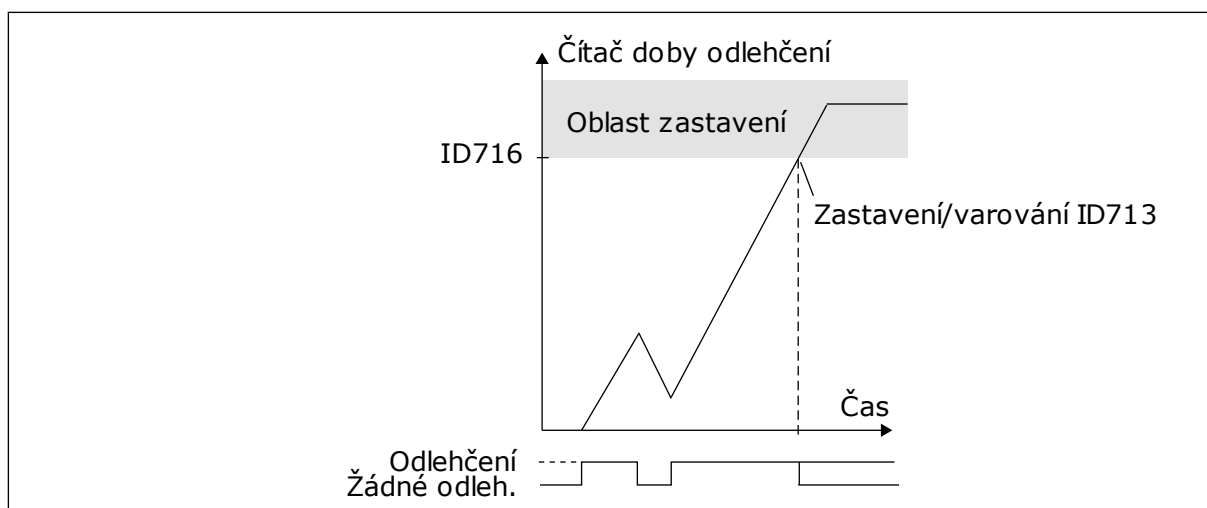 Čítač doby odlehčení
Oblast zastavení
ID716
Zastavení/varování ID713
Čas
Odlehčení
Žádné odleh.